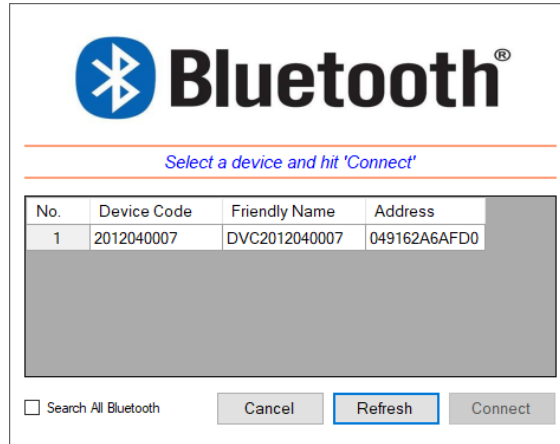 Bluetooth®
Select a device and hit 'Connect'
No. Device Code Friendly Name Address
1 2012040007 DVC2012040007 049162A6AFD0
Search All Bluetooth Cancel Refresh Connect